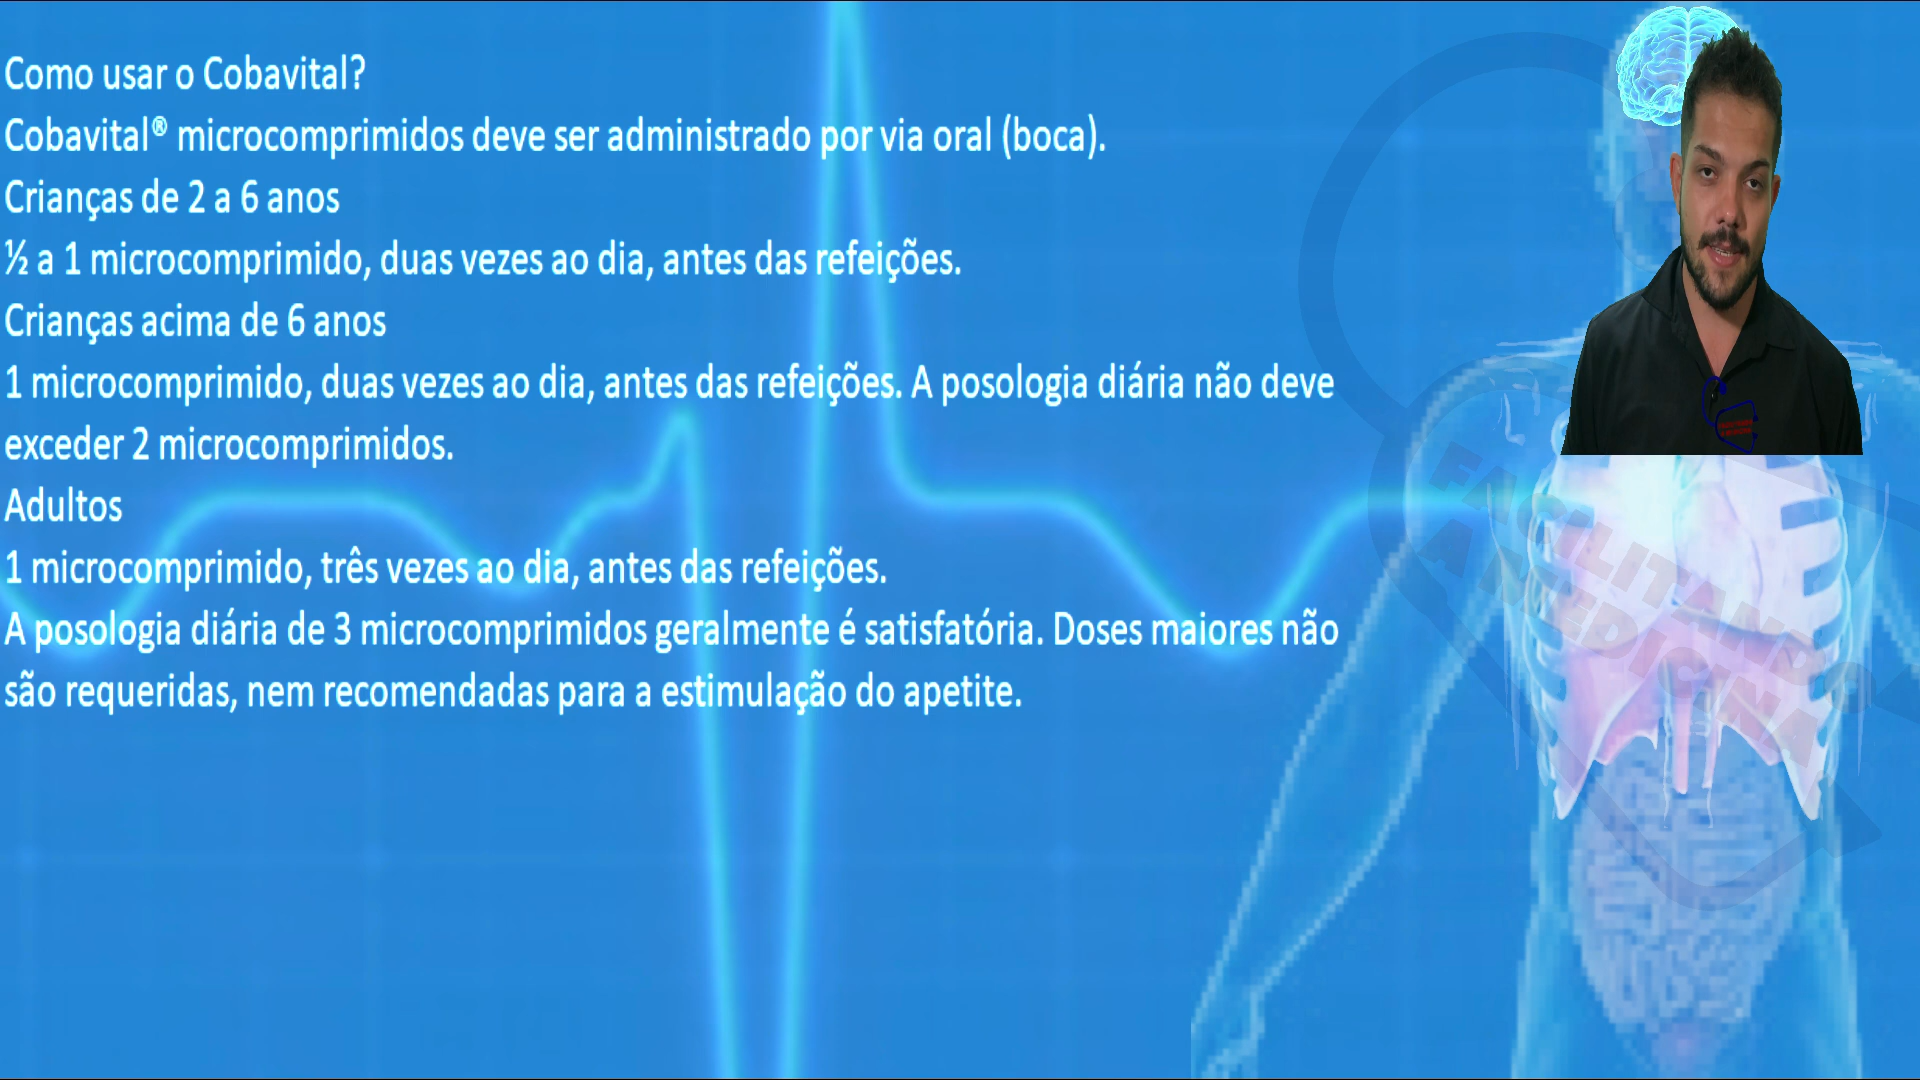 Como usar o Cobavital?
Cobavital® microcomprimidos deve ser administrado por via oral (boca).
Crianças de 2 a 6 anos
½ a 1 microcomprimido, duas vezes ao dia, antes das refeições.
Crianças acima de 6 anos
1 microcomprimido, duas vezes ao dia, antes das refeições. A posologia diária não deve
exceder 2 microcomprimidos.
Adultos
1 microcomprimido, três vezes ao dia, antes das refeições.
A posologia diária de 3 microcomprimidos geralmente é satisfatória. Doses maiores não
são requeridas, nem recomendadas para a estimulação do apetite.
FACILITANDO
A MEDICINA